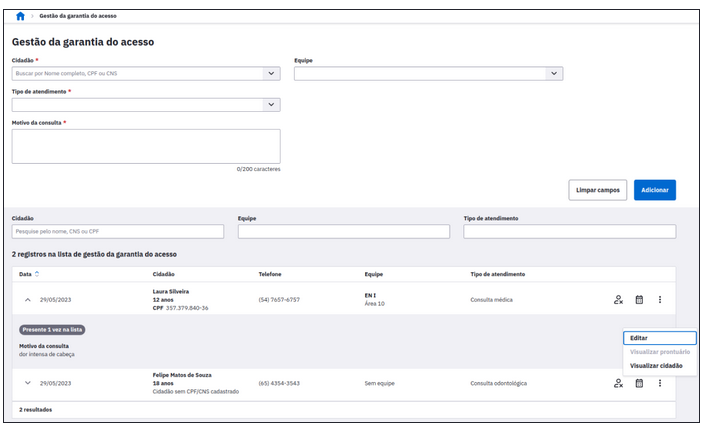 Gestão da garantia do acesso
Gestão da garantia do acesso
Cidadão *
Equipe
Buscar por Nome completo, CPF ou CNS
Tipo de atendimento *
Motivo da consulta *
0/200 caracteres
Limpar campos
Adicionar
Cidadão
Equipe
Tipo de atendimento
Pesquise pelo nome, CNS ou CPF
2 registros na lista de gestão da garantia do acesso
Data Cidadão Telefone Equipe Tipo de atendimento
Laura Silveira
29/05/2023 12 anos (54) 7657-6757 EN I Consulta médica
CPF 357.379.840-36 Área 10
Presente 1 vez na lista
Motivo da consulta
dor intensa de cabeça
Editar
Visualizar prontuário
Visualizar cidadão
Felipe Matos de Souza
29/05/2023 18 anos (65) 4354-3543 Sem equipe Consulta odontológica
Cidadão sem CPF/CNS cadastrado
2 resultados